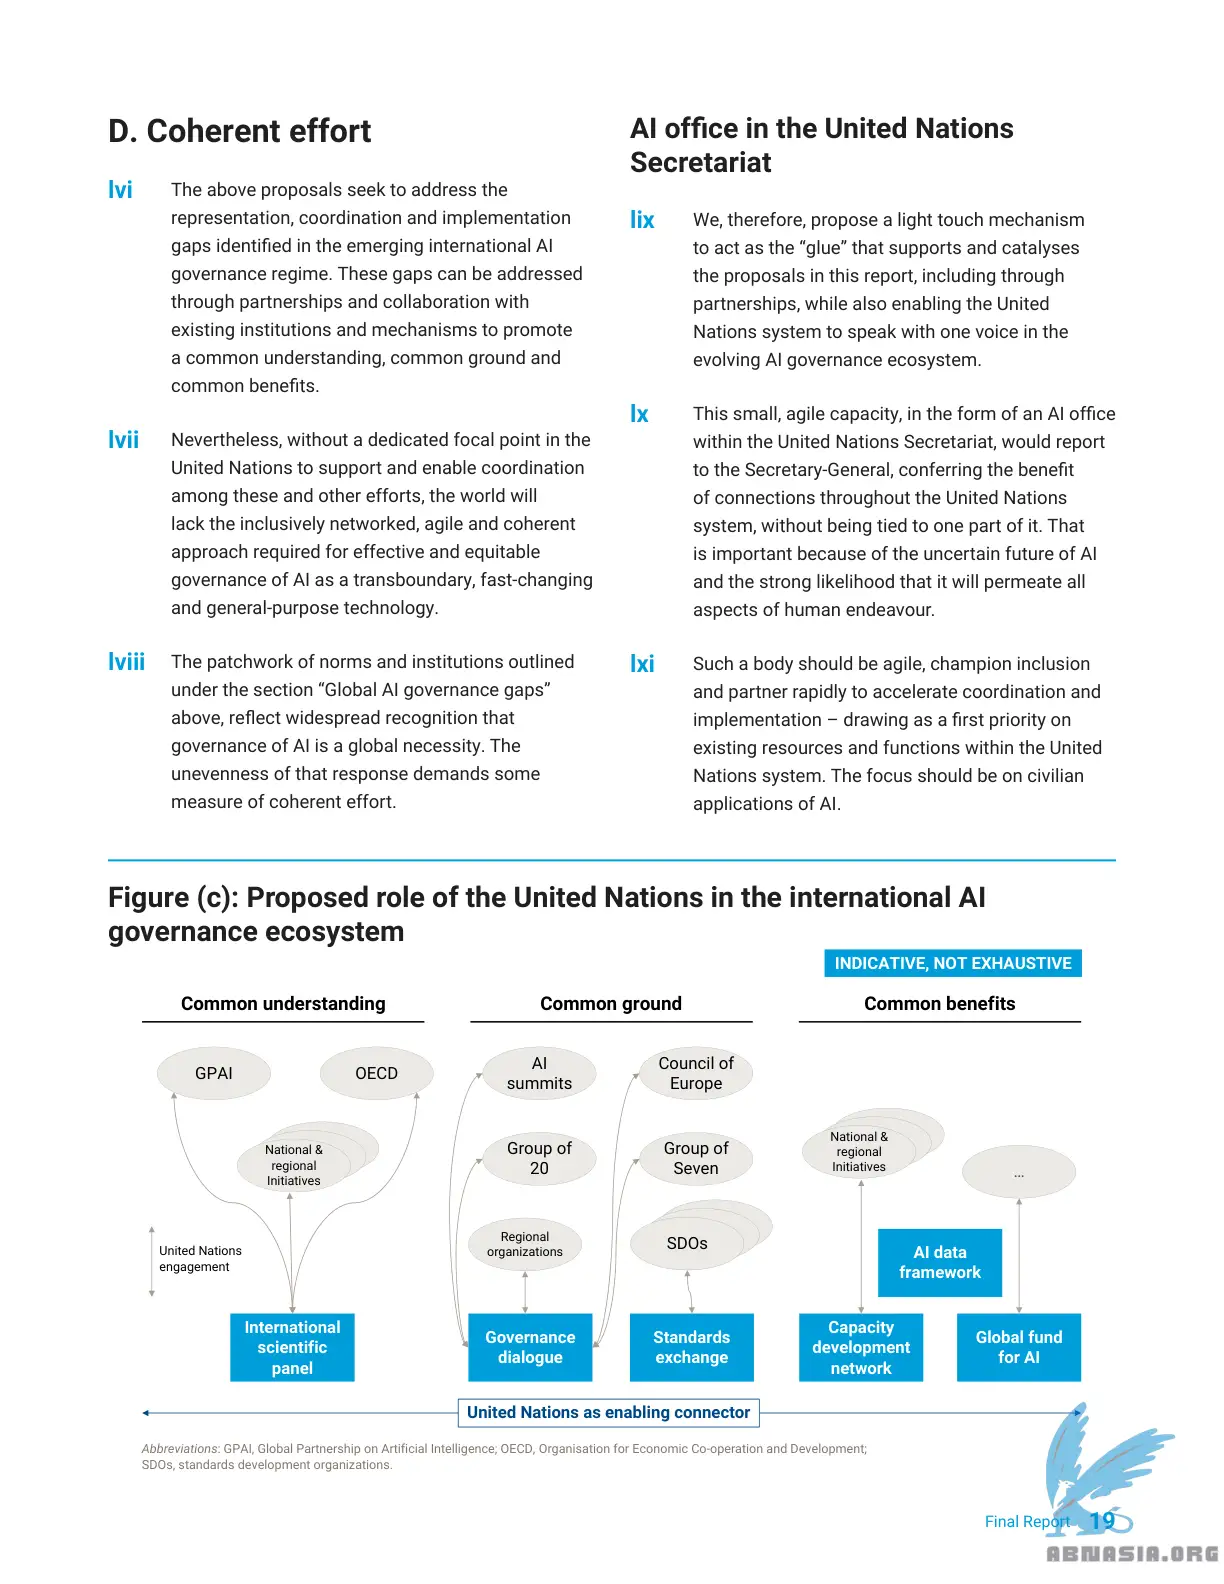 D. Coherent effort
lvi The above proposals seek to address the
representation, coordination and implementation
gaps identified in the emerging international AI
governance regime. These gaps can be addressed
through partnerships and collaboration with
existing institutions and mechanisms to promote
a common understanding, common ground and
common benefits.
lvii Nevertheless, without a dedicated focal point in the
United Nations to support and enable coordination
among these and other efforts, the world will
lack the inclusively networked, agile and coherent
approach required for effective and equitable
governance of AI as a transboundary, fast-changing
and general-purpose technology.
lviii The patchwork of norms and institutions outlined
under the section “Global AI governance gaps”
above, reflect widespread recognition that
governance of AI is a global necessity. The
unevenness of that response demands some
measure of coherent effort.
AI office in the United Nations
Secretariat
lix We, therefore, propose a light touch mechanism
to act as the “glue” that supports and catalyses
the proposals in this report, including through
partnerships, while also enabling the United
Nations system to speak with one voice in the
evolving AI governance ecosystem.
lx This small, agile capacity, in the form of an AI office
within the United Nations Secretariat, would report
to the Secretary-General, conferring the benefit
of connections throughout the United Nations
system, without being tied to one part of it. That
is important because of the uncertain future of AI
and the strong likelihood that it will permeate all
aspects of human endeavour.
lxi Such a body should be agile, champion inclusion
and partner rapidly to accelerate coordination and
implementation – drawing as a first priority on
existing resources and functions within the United
Nations system. The focus should be on civilian
applications of AI.
Figure (c): Proposed role of the United Nations in the international AI
governance ecosystem
INDICATIVE, NOT EXHAUSTIVE
Common understanding
GPAI
OECD
National &
regional
Initiatives
United Nations
engagement
International
scientific
panel
Common ground
AI
summits
Council of
Europe
Group of
20
Group of
Seven
Regional
organizations
SDOs
Governance
dialogue
Standards
exchange
Common benefits
National &
regional
Initiatives
...
AI data
framework
Capacity
development
network
Global fund
for AI
United Nations as enabling connector
Abbreviations: GPAI, Global Partnership on Artificial Intelligence; OECD, Organisation for Economic Co-operation and Development;
SDOs, standards development organizations.
Final Report 19
ABNASIA.ORG